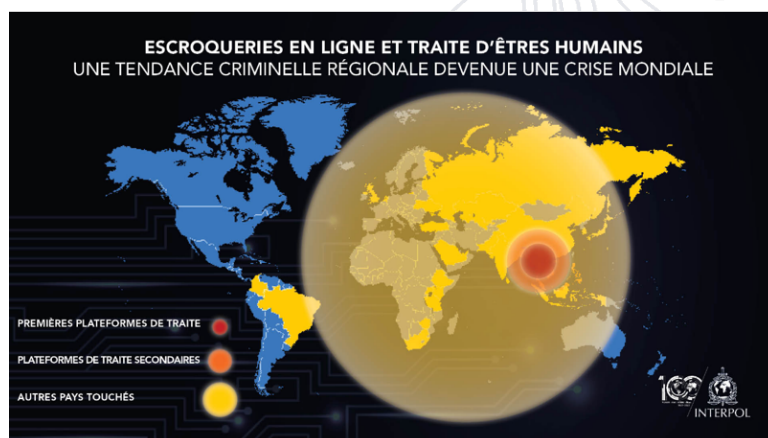 ESCROQUERIES EN LIGNE ET TRAITE D'ÊTRES HUMAINS
UNE TENDANCE CRIMINELLE RÉGIONALE DEVENUE UNE CRISE MONDIALE
PREMIÈRES PLATEFORMES DE TRAITE
PLATEFORMES DE TRAITE SECONDAIRES
AUTRES PAYS TOUCHÉS
INTERPOL